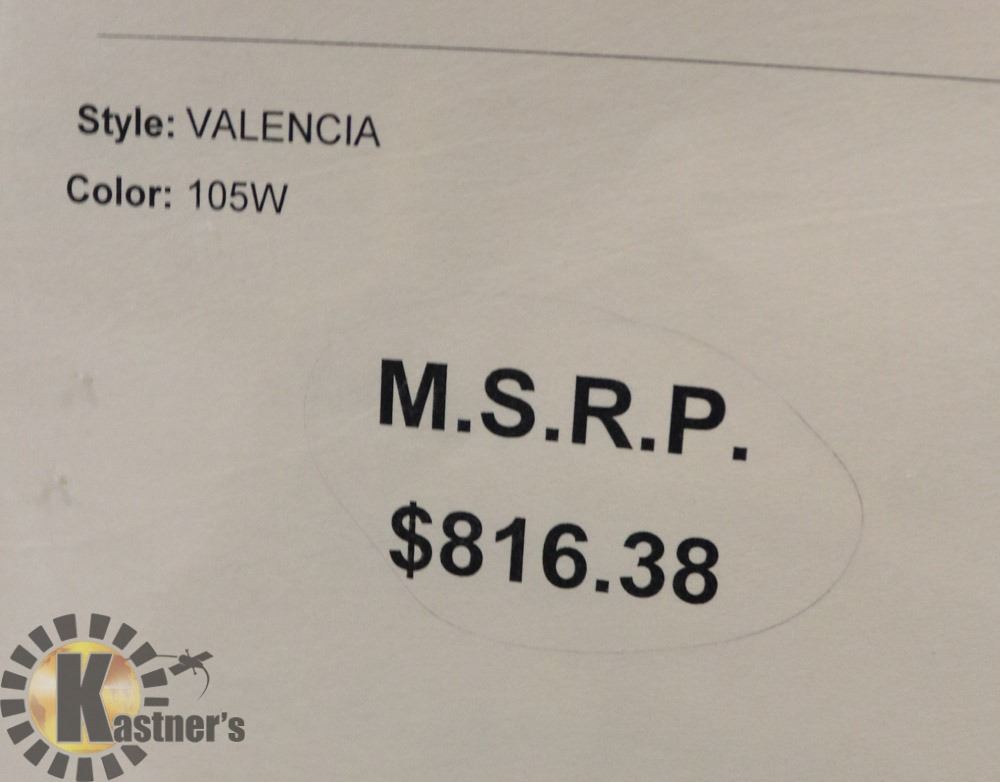 Style: VALENCIA
Color: 105W
M.S.R.P.
$816.38
Kastner's